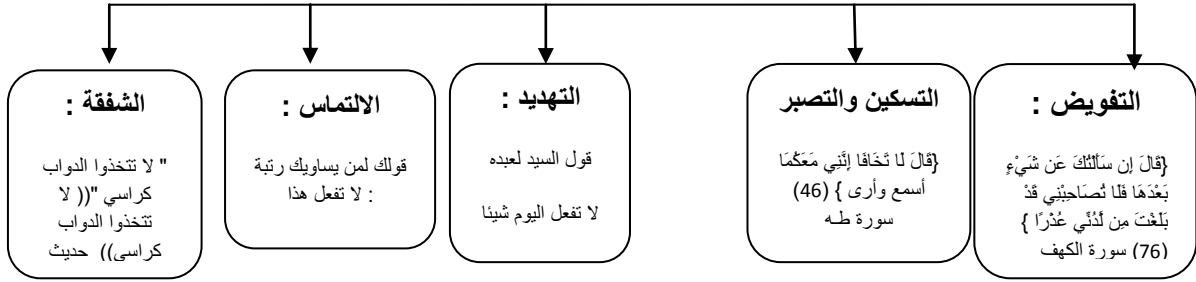 التفويض :
{قَالَ إِن سَأَلْتُكَ عَن شَيْءٍ
بَعْدَهَا فَلَا تُصَاحِبْنِي قَدْ
بَلَغْتَ مِن لَّدُنِّي عُذْرًا }
(76) سورة الكهف
التسكين والتصبر
{قَالَ لَا تَخَافَا إِنَّنِي مَعَكُمَا
أسمع وأرى } (46)
سورة طـه
التهديد :
قول السيد لعبده
لا تفعل اليوم شيئا
الالتماس :
قولك لمن يساويك رتبة
: لا تفعل هذا
الشفقة :
" لا تتخذوا الدواب
كراسي "(( لا
تتخذوا الدواب
كراسي)) حديث